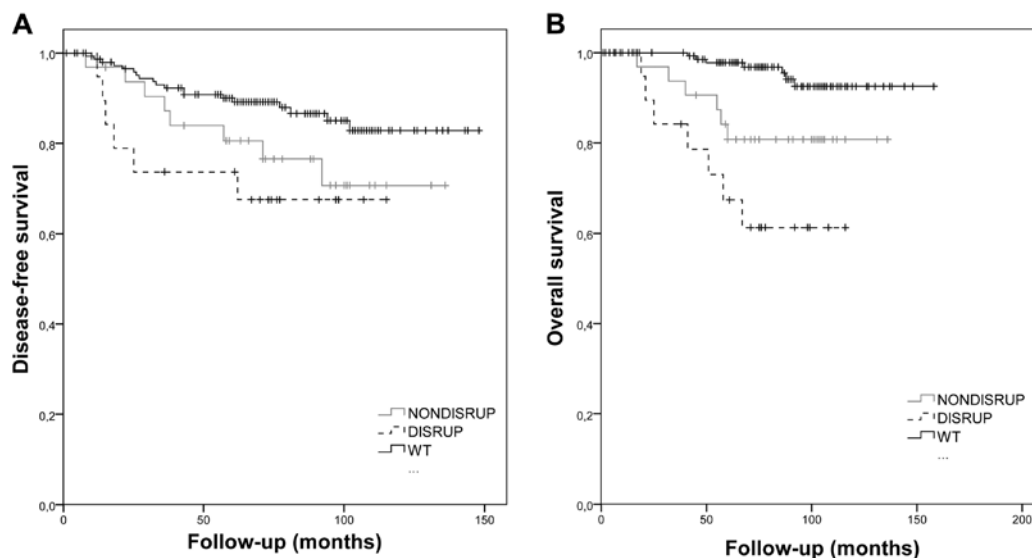 A
Disease-free survival
1,0
0,8
0,6
0,4
0,2
0,0
NONDISRUP
DISRUP
WT
...
0
50
100
150
Follow-up (months)
B
Overall survival
1,0
0,8
0,6
0,4
0,2
0,0
NONDISRUP
DISRUP
WT
...
0
50
100
150
200
Follow-up (months)